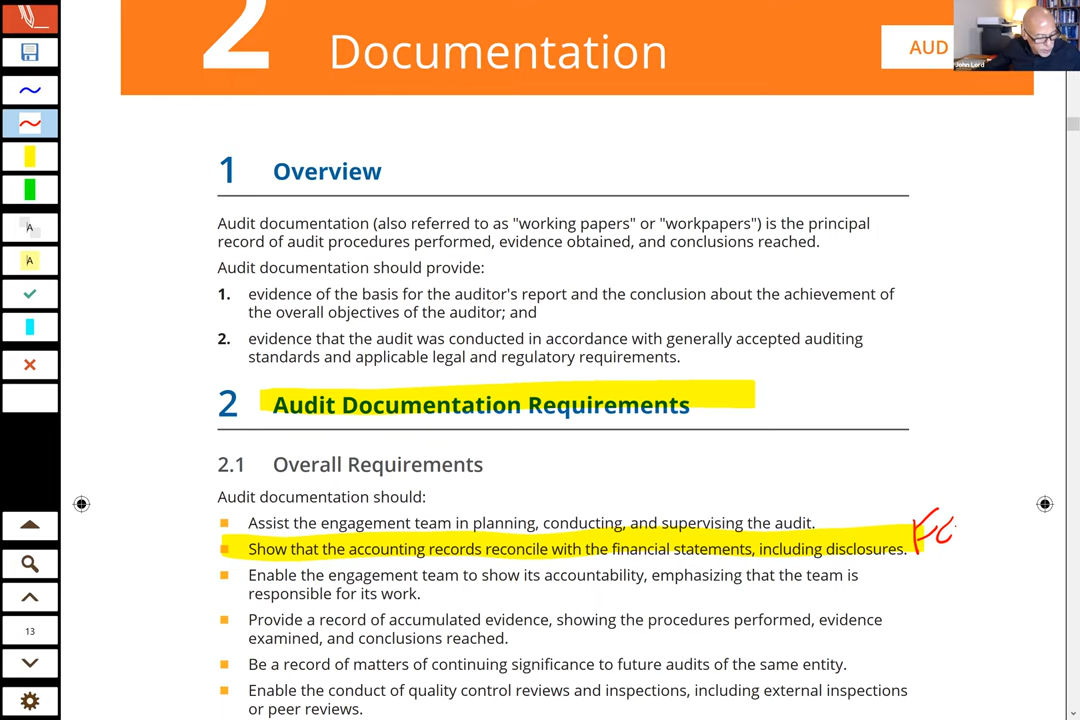 2
Documentation
AUD
John Lord
1 Overview
Audit documentation (also referred to as "working papers" or "workpapers") is the principal
record of audit procedures performed, evidence obtained, and conclusions reached.
Audit documentation should provide:
1. evidence of the basis for the auditor's report and the conclusion about the achievement of
the overall objectives of the auditor; and
2. evidence that the audit was conducted in accordance with generally accepted auditing
standards and applicable legal and regulatory requirements.
2 Audit Documentation Requirements
2.1 Overall Requirements
Audit documentation should:
Assist the engagement team in planning, conducting, and supervising the audit.
Show that the accounting records reconcile with the financial statements, including disclosures.
Enable the engagement team to show its accountability, emphasizing that the team is
responsible for its work.
Provide a record of accumulated evidence, showing the procedures performed, evidence
examined, and conclusions reached.
Be a record of matters of continuing significance to future audits of the same entity.
Enable the conduct of quality control reviews and inspections, including external inspections
or peer reviews.
A
A
13